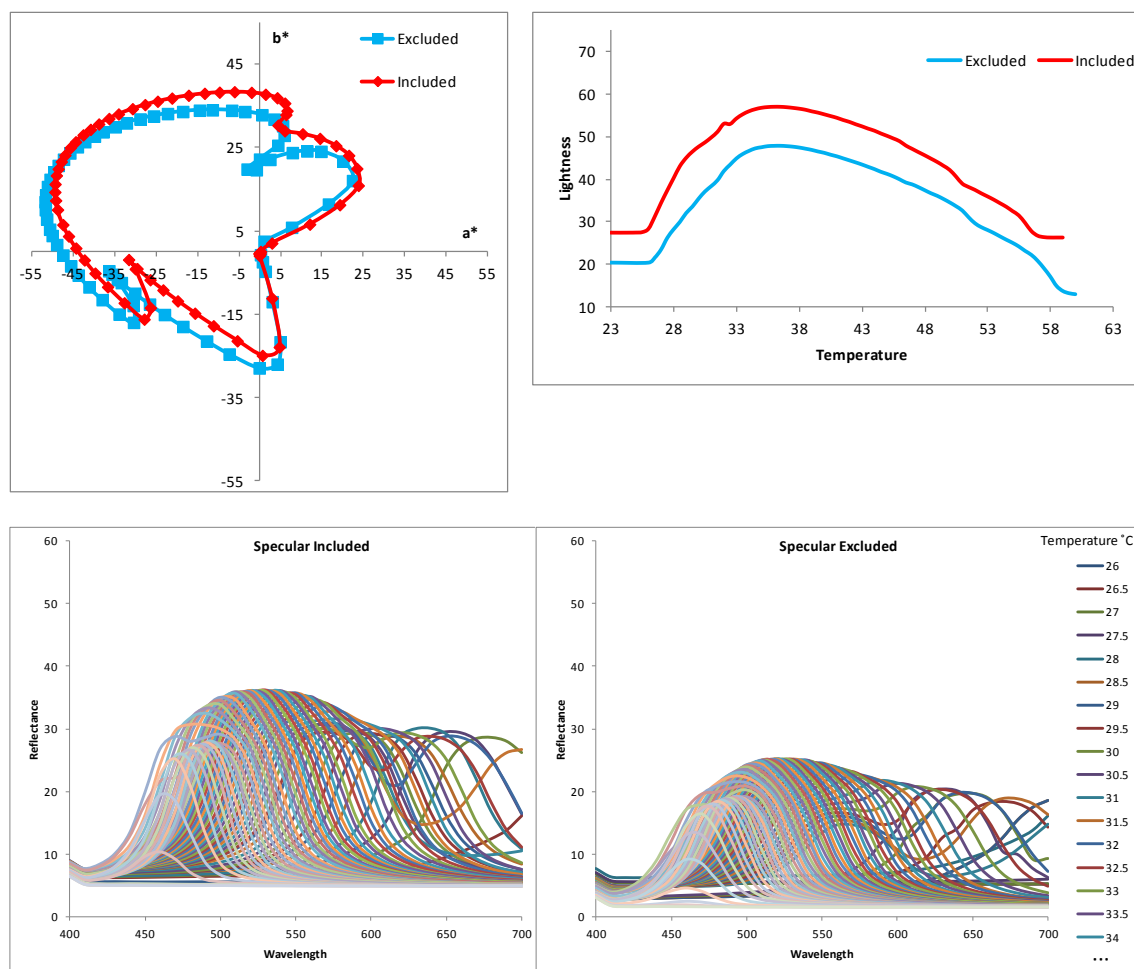 b*
Excluded
Included
45
25
5
a*
-55 -45 -35 -25 -15 -5 5 15 25 35 45 55
-15
-35
-55
Lightness
70
60
50
40
30
20
10
Excluded Included
23 28 33 38 43 48 53 58 63
Temperature
Specular Included
Reflectance
60
50
40
30
20
10
0
400 450 500 550 600 650 700
Wavelength
Specular Excluded
Reflectance
60
50
40
30
20
10
0
400 450 500 550 600 650 700
Wavelength
Temperature ˚C
26
26.5
27
27.5
28
28.5
29
29.5
30
30.5
31
31.5
32
32.5
33
33.5
34
...